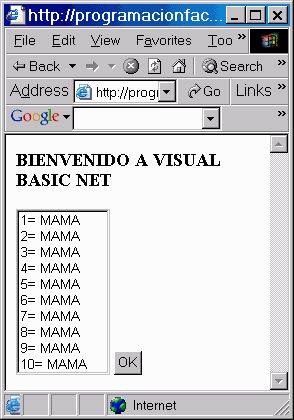 http://programacionfac...
File Edit View Favorites Too »
Back » Search »
Address http://progr Go Links »
Google »
BIENVENIDO A VISUAL
BASIC NET
1= MAMA
2= MAMA
3= MAMA
4= MAMA
5= MAMA
6= MAMA
7= MAMA
8= MAMA
9= MAMA
10= MAMA
OK
Internet